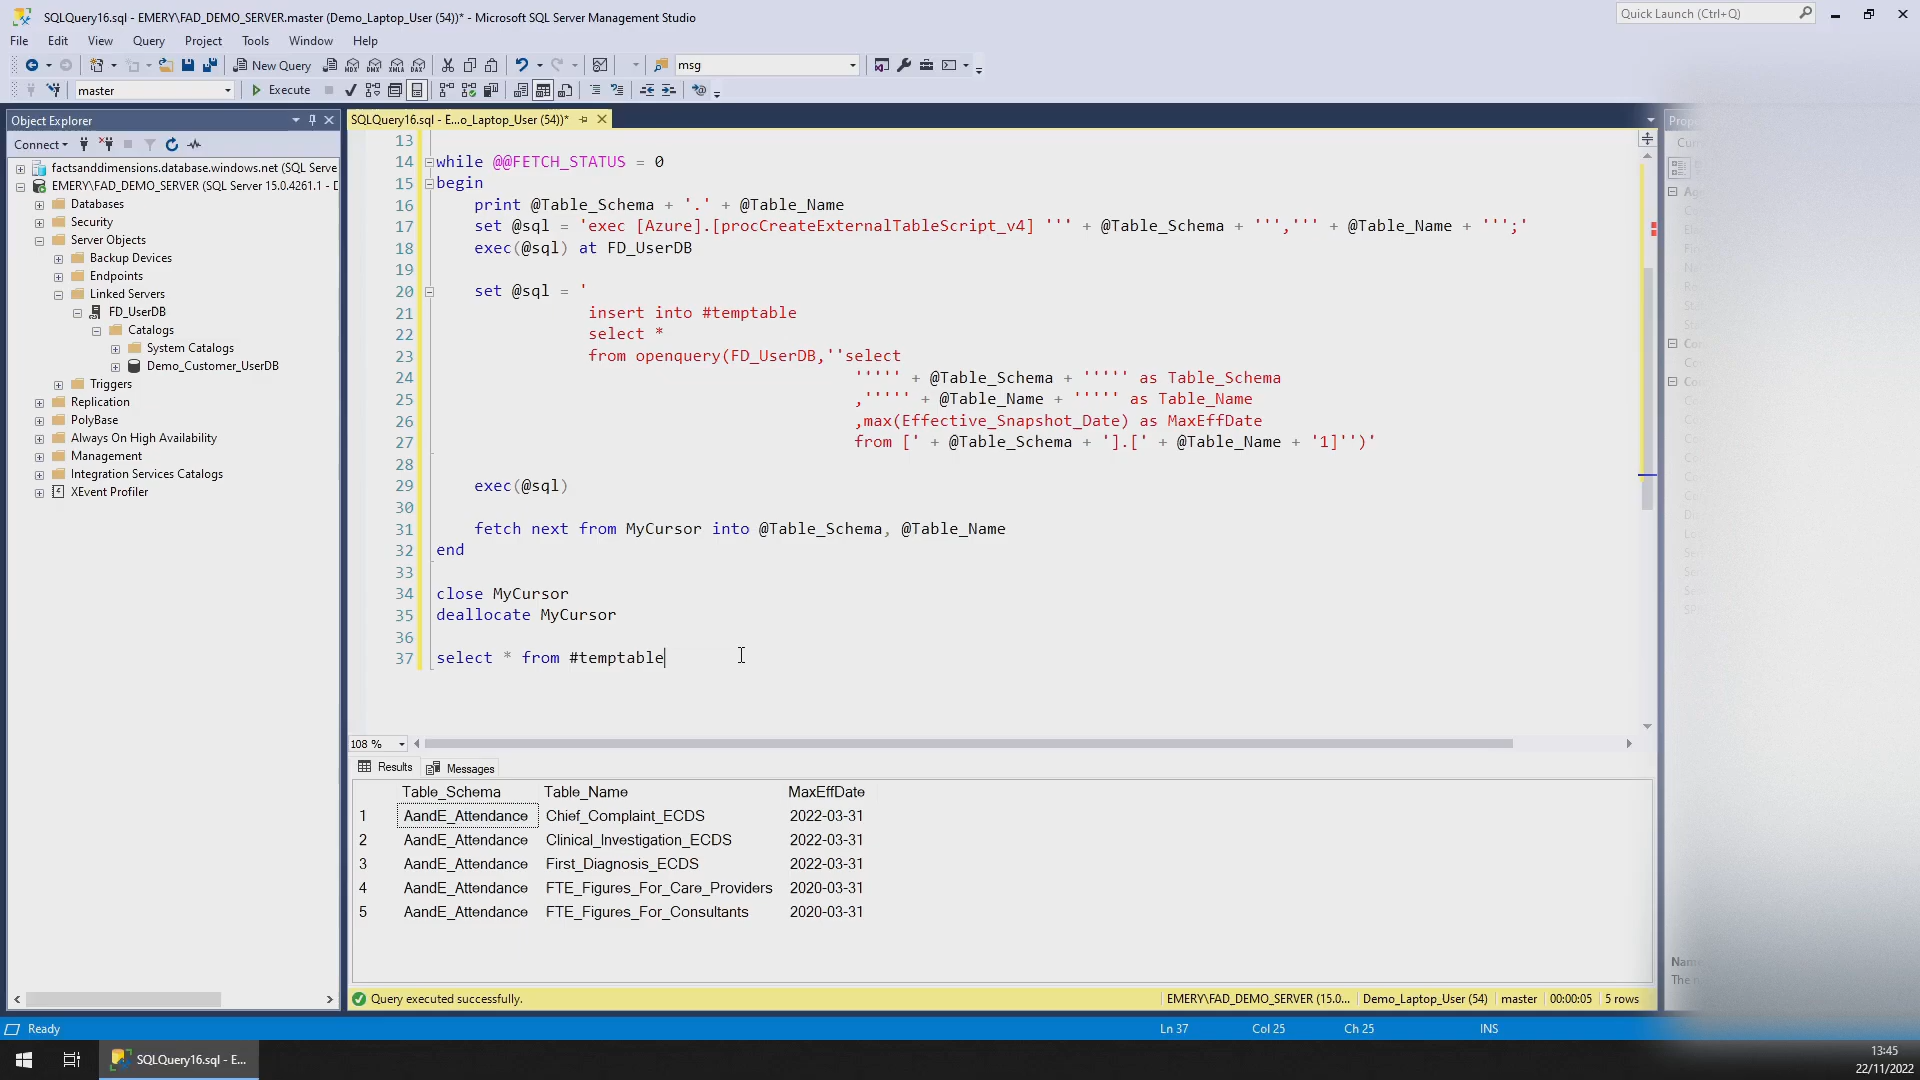 SQLQuery16.sql - EMERY\FAD_DEMO_SERVER.master (Demo_Laptop_User (54))* - Microsoft SQL Server Management Studio
Quick Launch (Ctrl+Q)
File Edit View Query Project Tools Window Help
New Query
msg
master
Execute
Object Explorer
SQLQuery16.sql - E...o_Laptop_User (54))*
Connect
factsanddimensions.database.windows.net (SQL Serve
EMERY\FAD_DEMO_SERVER (SQL Server 15.0.4261.1 - D
Databases
Security
Server Objects
Backup Devices
Endpoints
Linked Servers
FD_UserDB
Catalogs
System Catalogs
Demo_Customer_UserDB
Triggers
Replication
PolyBase
Always On High Availability
Management
Integration Services Catalogs
XEvent Profiler
13
14 while @@FETCH_STATUS = 0
15 begin
16 print @Table_Schema + '.' + @Table_Name
17 set @sql = 'exec [Azure].[procCreateExternalTableScript_v4] ''' + @Table_Schema + ''',''' + @Table_Name + ''';'
18 exec(@sql) at FD_UserDB
19
20 set @sql = '
21 insert into #temptable
22 select *
23 from openquery(FD_UserDB,''select
24 ''''' + @Table_Schema + ''''' as Table_Schema
25 ,''''' + @Table_Name + ''''' as Table_Name
26 ,max(Effective_Snapshot_Date) as MaxEffDate
27 from [' + @Table_Schema + '].[' + @Table_Name + '1]'')'
28
29 exec(@sql)
30
31 fetch next from MyCursor into @Table_Schema, @Table_Name
32 end
33
34 close MyCursor
35 deallocate MyCursor
36
37 select * from #temptable
108 %
Results Messages
Table_Schema Table_Name MaxEffDate
1 AandE_Attendance Chief_Complaint_ECDS 2022-03-31
2 AandE_Attendance Clinical_Investigation_ECDS 2022-03-31
3 AandE_Attendance First_Diagnosis_ECDS 2022-03-31
4 AandE_Attendance FTE_Figures_For_Care_Providers 2020-03-31
5 AandE_Attendance FTE_Figures_For_Consultants 2020-03-31
Query executed successfully.
EMERY\FAD_DEMO_SERVER (15.0... Demo_Laptop_User (54) master 00:00:05 5 rows
Ready
Ln 37 Col 25 Ch 25 INS
SQLQuery16.sql - E...
13:45
22/11/2022